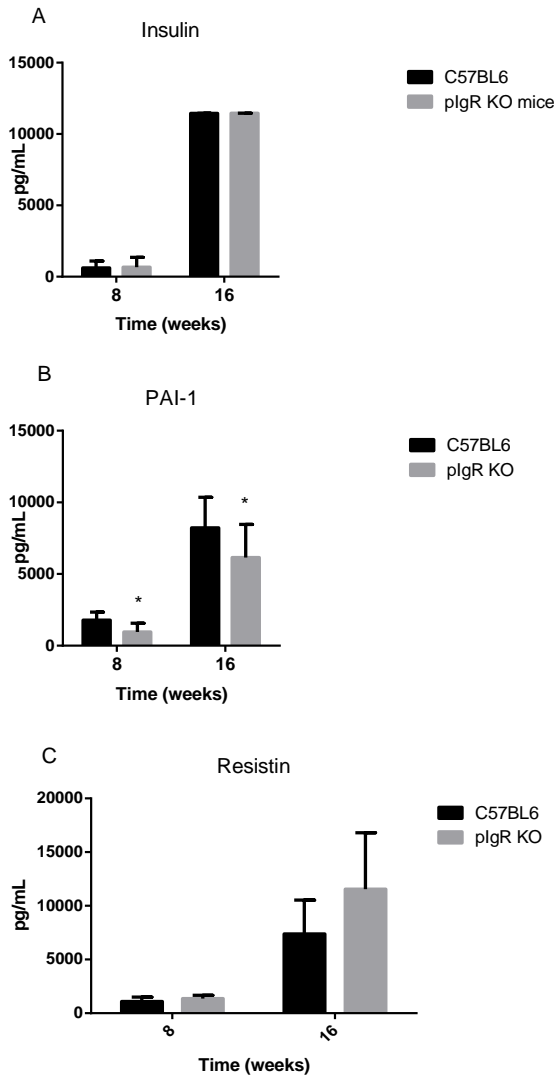 A
Insulin
15000
10000
5000
0
pg/mL
8
16
Time (weeks)
C57BL6
pIgR KO mice
B
PAI-1
15000
10000
5000
0
pg/mL
*
*
8
16
Time (weeks)
C57BL6
pIgR KO
C
Resistin
20000
15000
10000
5000
0
pg/mL
8
16
Time (weeks)
C57BL6
pIgR KO